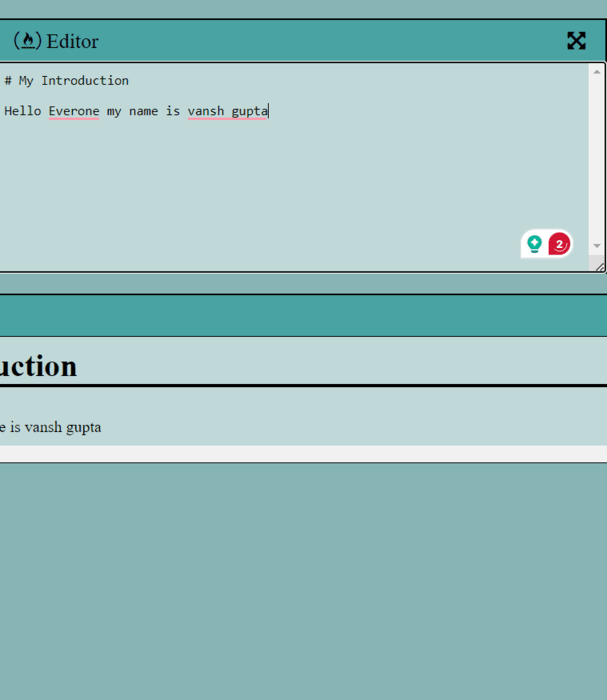 Editor
# My Introduction
Hello Everone my name is vansh gupta
2
uction
e is vansh gupta